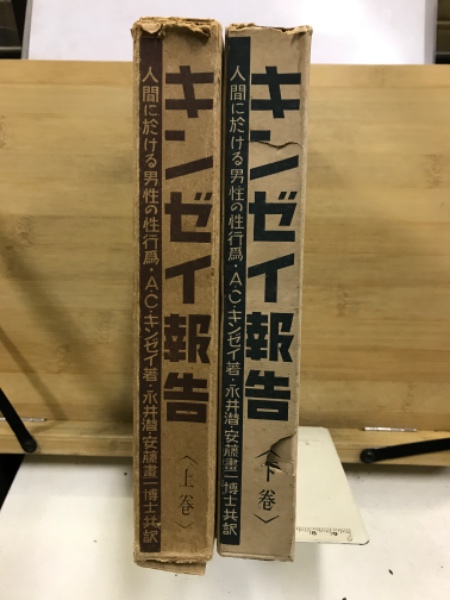 キンゼイ報告
〈上巻〉
人間に於ける男性の性行爲・A・C・キンゼイ著・永井潜・安藤畫一博士共訳
キンゼイ報告
〈下巻〉
人間に於ける男性の性行爲・A・C・キンゼイ著・永井潜・安藤畫一博士共訳